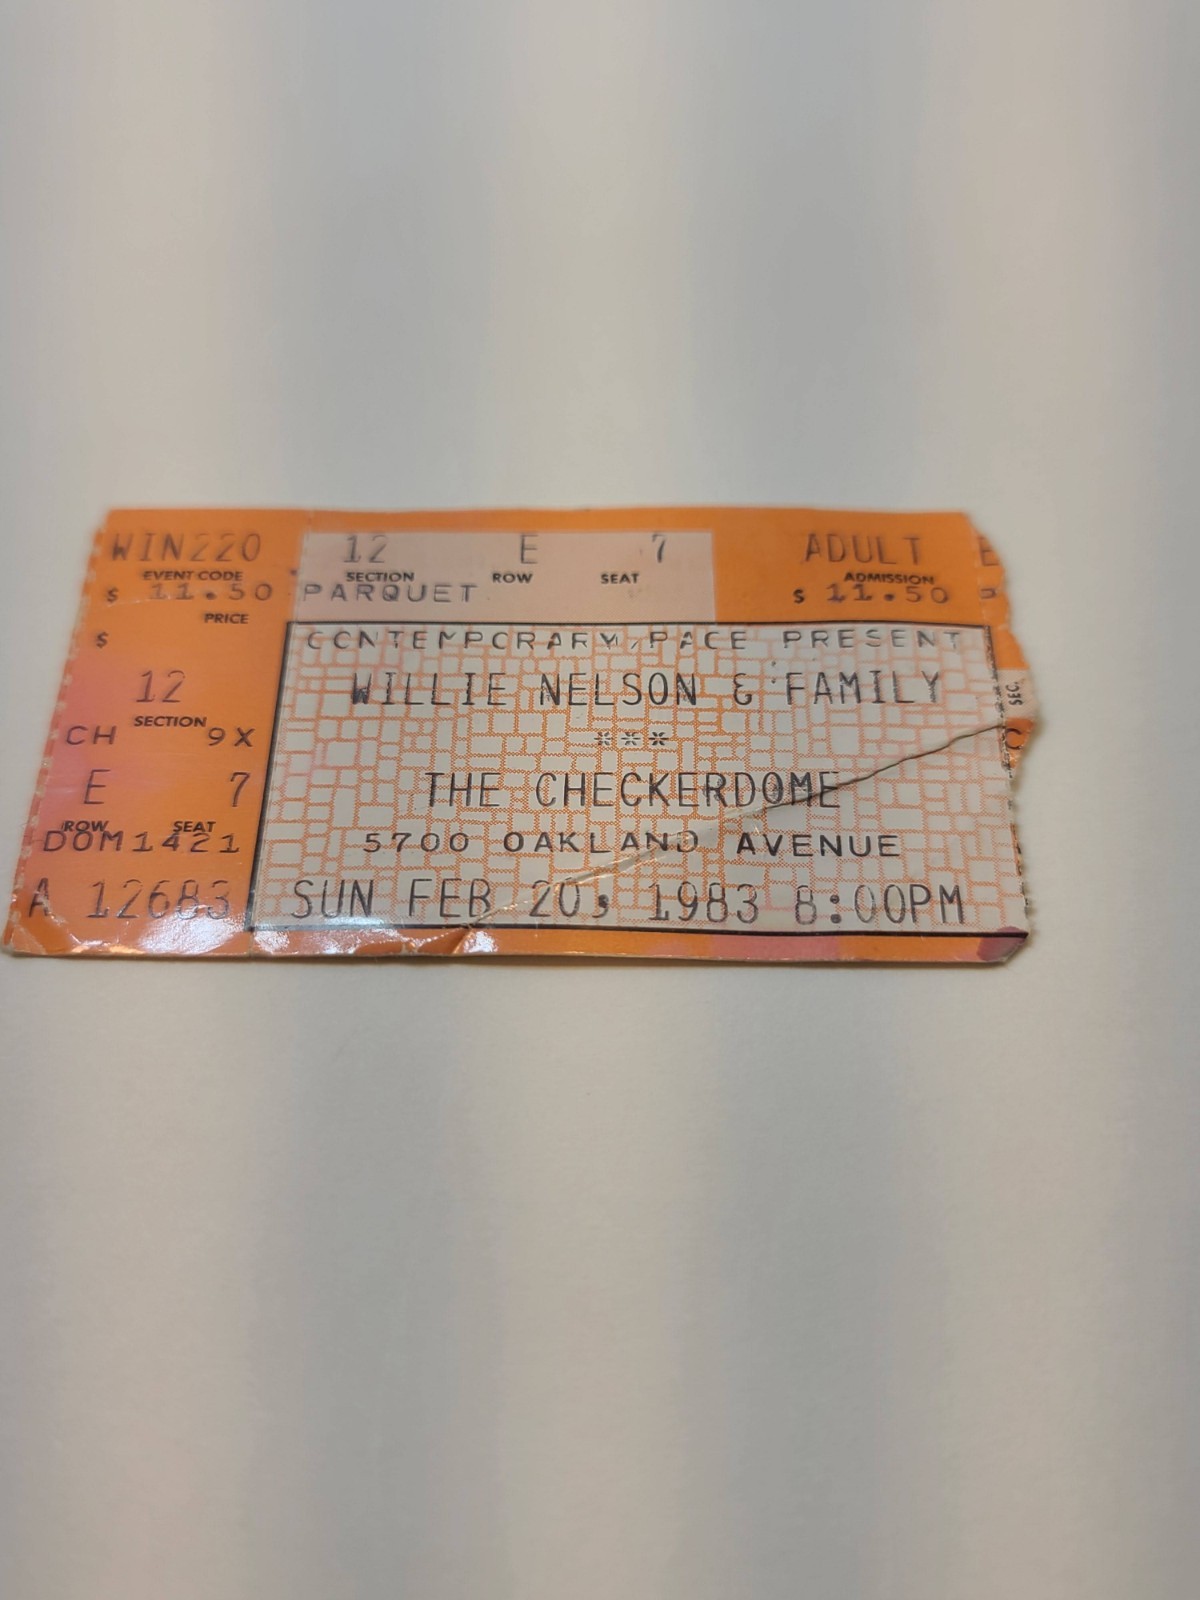 WIN220 12 E 7 ADULT
EVENT CODE SECTION ROW SEAT ADMISSION
$ 11.50 PARQUET $ 11.50
PRICE
$
CONTEMPORARY/PACE PRESENT
12 WILLIE NELSON & FAMILY
SECTION
CH 9X ***
E 7 THE CHECKERDOME
ROW SEAT
DOM1421 5700 OAKLAND AVENUE
A 12683 SUN FEB 20, 1983 8:00PM
SEC.
C